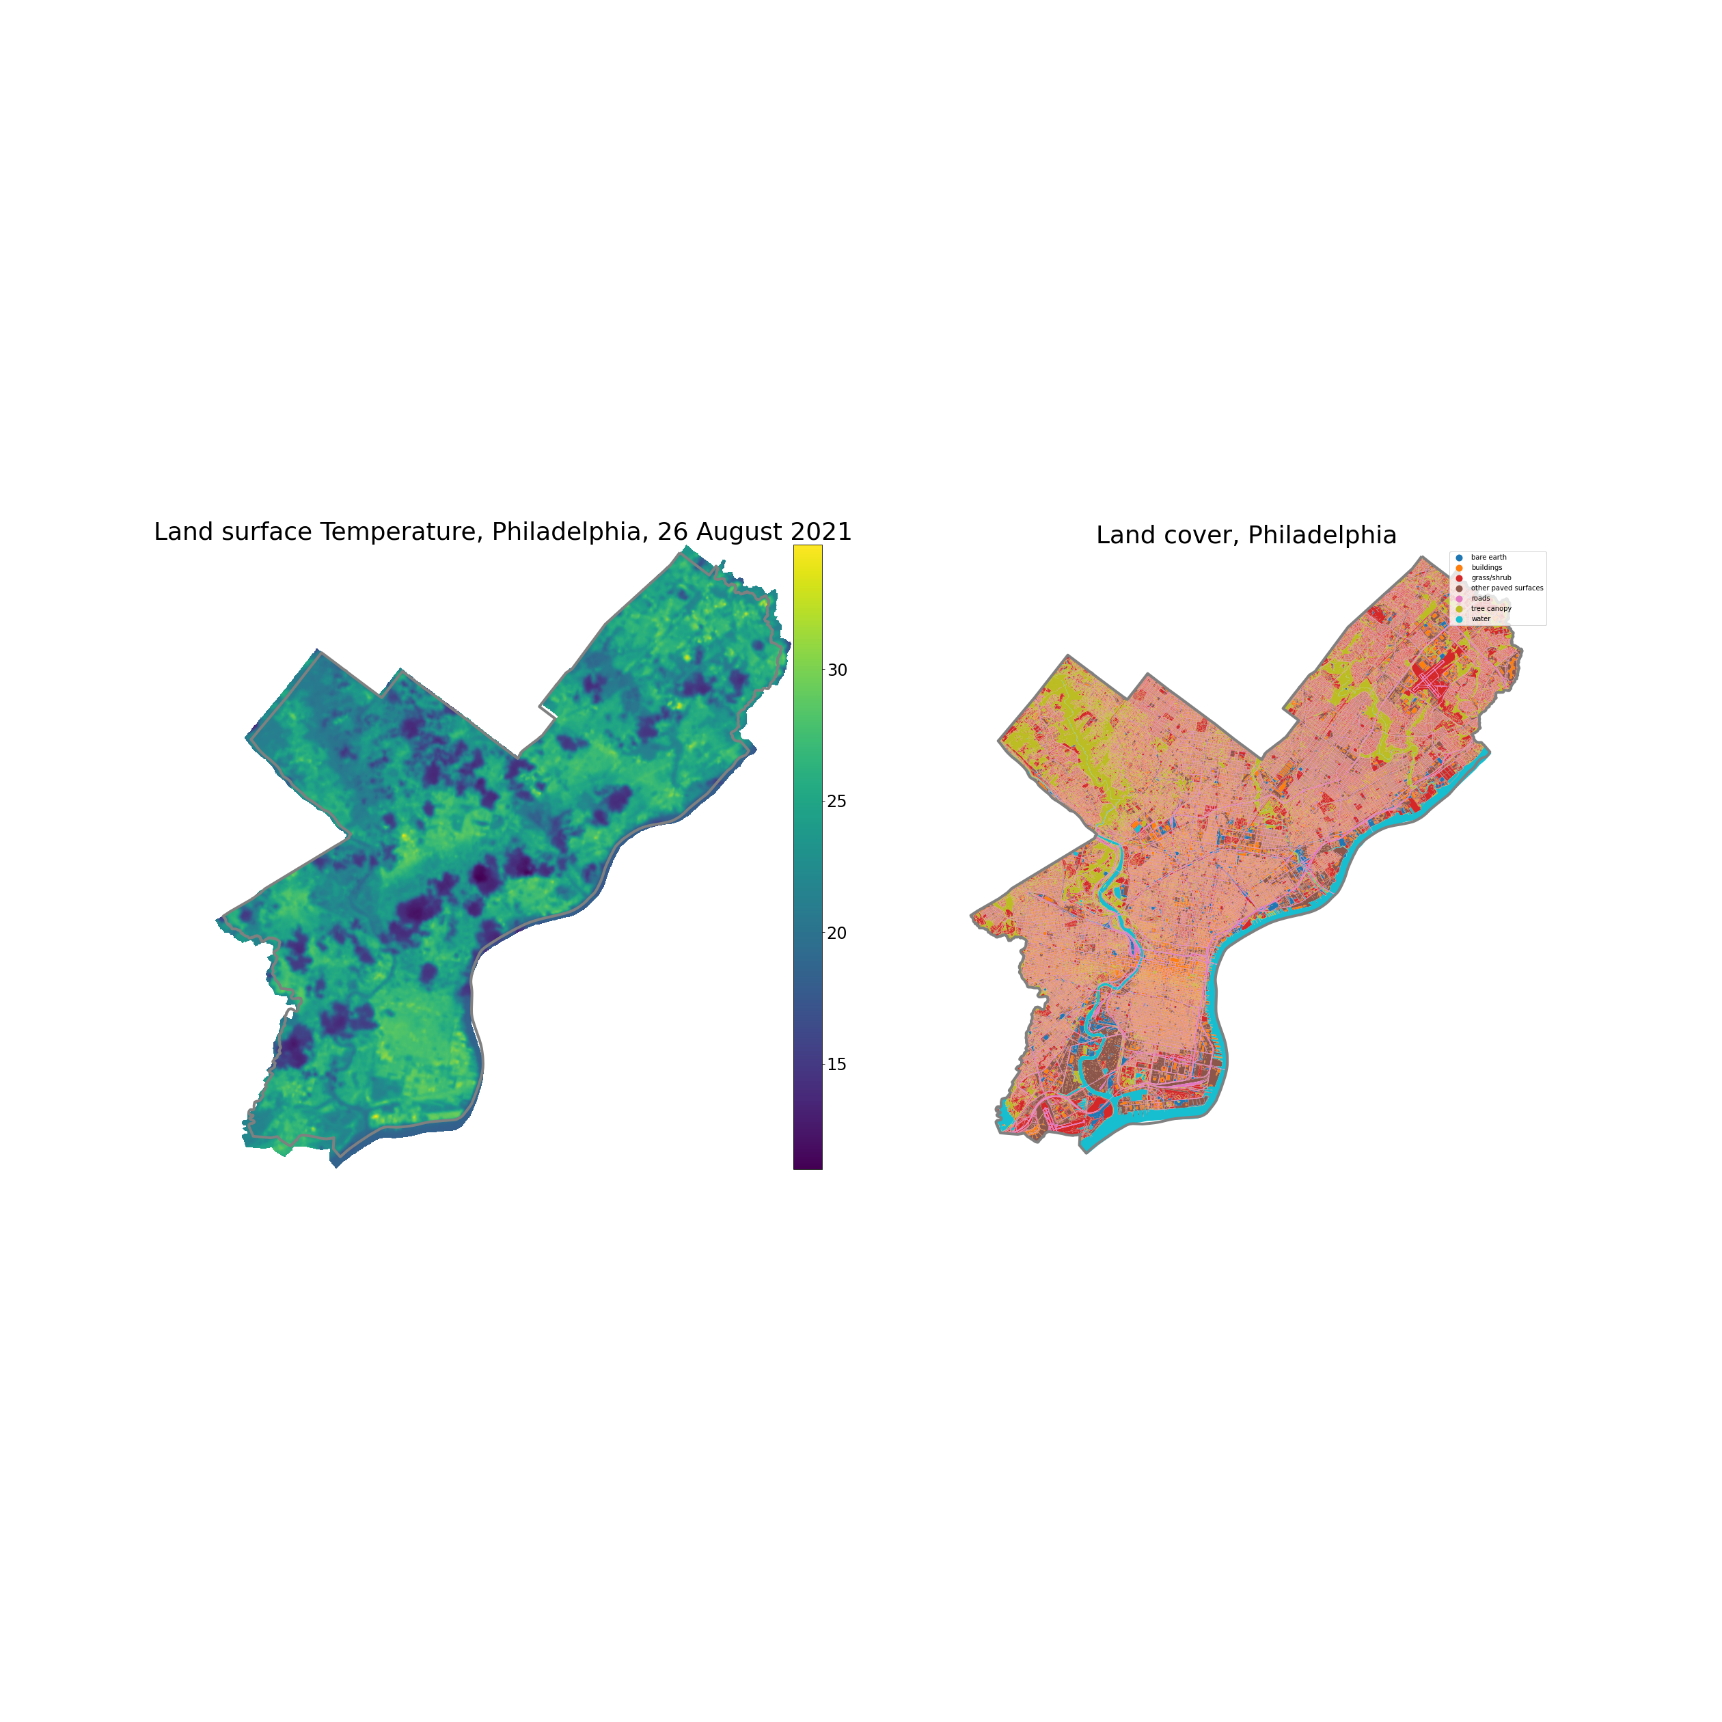 Land surface Temperature, Philadelphia, 26 August 2021
30
25
20
15
Land cover, Philadelphia
bare earth
buildings
grass/shrub
other paved surfaces
roads
tree canopy
water